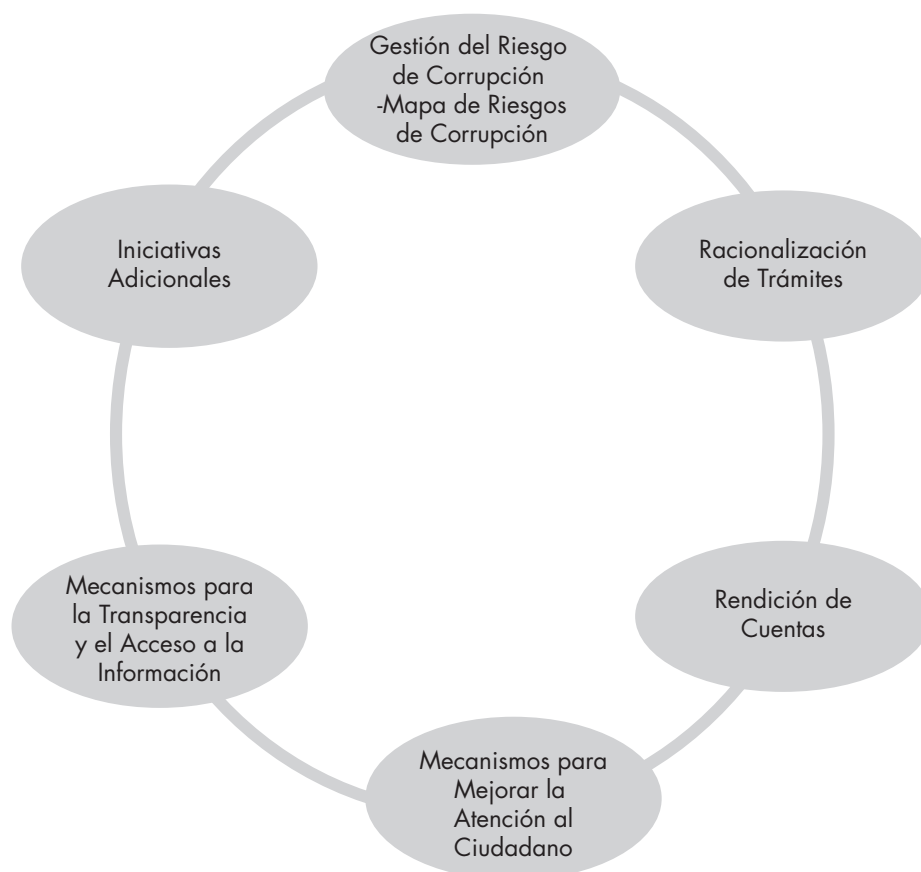 Gestión del Riesgo
de Corrupción
-Mapa de Riesgos
de Corrupción
Racionalización
de Trámites
Rendición de
Cuentas
Mecanismos para
Mejorar la
Atención al
Ciudadano
Mecanismos para
la Transparencia
y el Acceso a la
Información
Iniciativas
Adicionales